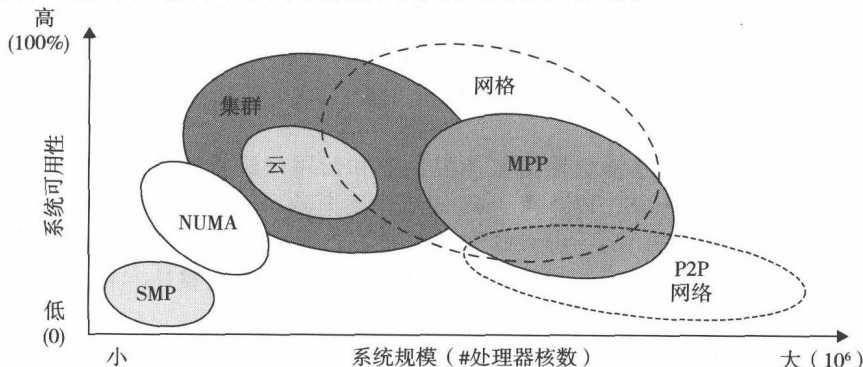 高
(100%)
系统可用性
低
(0)
集群
云
网格
MPP
NUMA
SMP
P2P
网络
小
系统规模（#处理器核数）
大（10⁶）